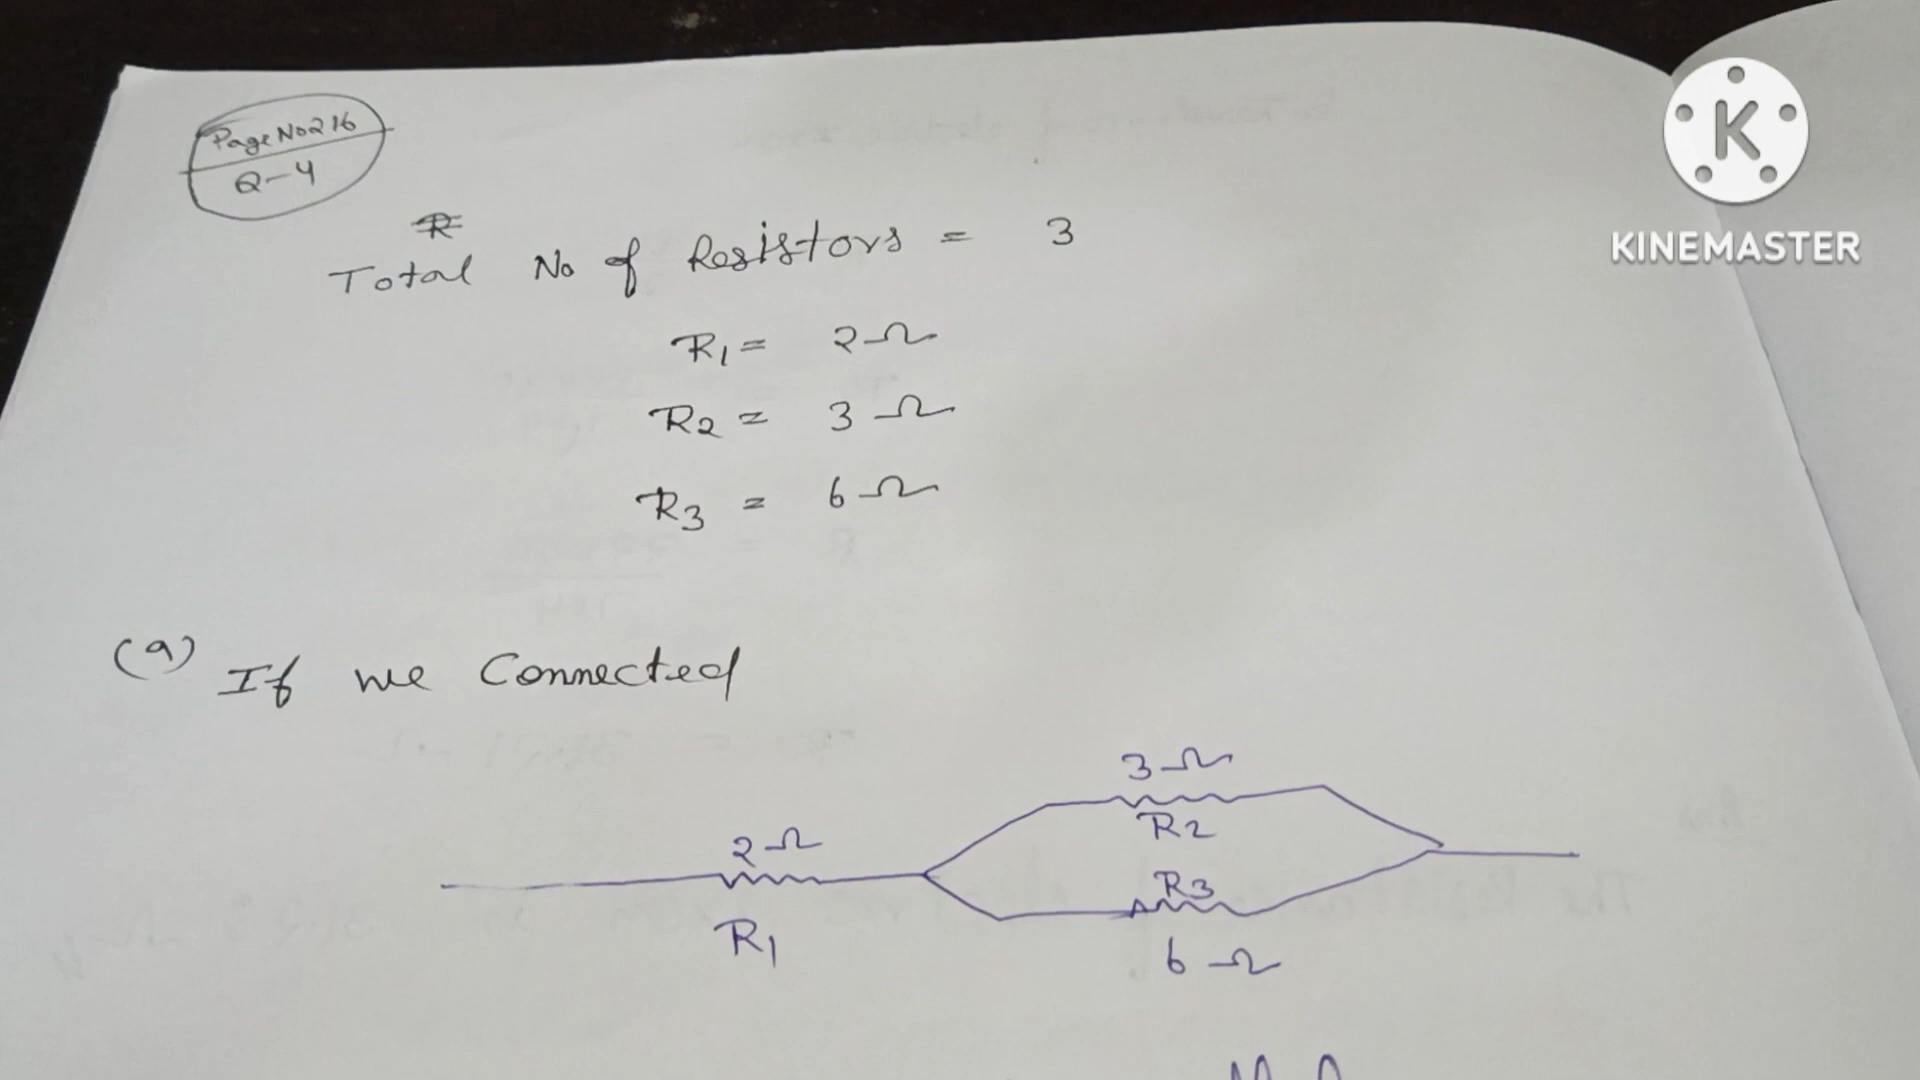 Page No 216
Q-4
Total No of Resistors = 3
R1 = 2Ω
R2 = 3Ω
R3 = 6Ω
(a) If we Connected
3Ω
R2
2Ω
R1
R3
6Ω
K
KINEMASTER